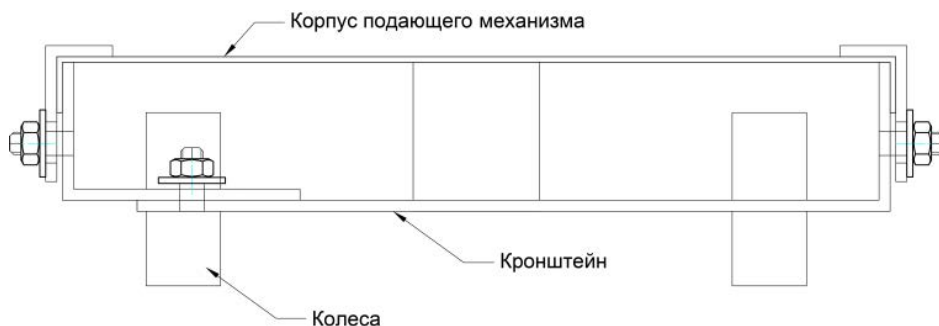 Корпус подающего механизма
Кронштейн
Колеса